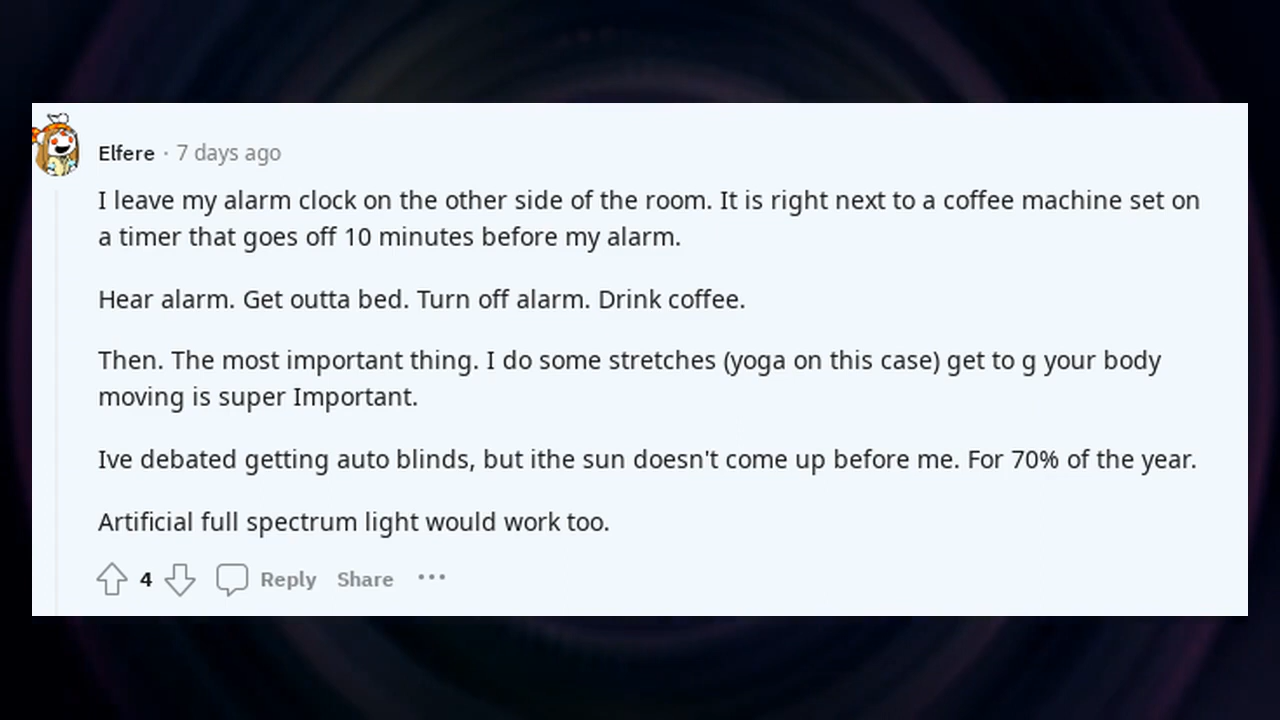 Elfere · 7 days ago
I leave my alarm clock on the other side of the room. It is right next to a coffee machine set on
a timer that goes off 10 minutes before my alarm.
Hear alarm. Get outta bed. Turn off alarm. Drink coffee.
Then. The most important thing. I do some stretches (yoga on this case) get to g your body
moving is super Important.
Ive debated getting auto blinds, but ithe sun doesn't come up before me. For 70% of the year.
Artificial full spectrum light would work too.
4 Reply Share ···